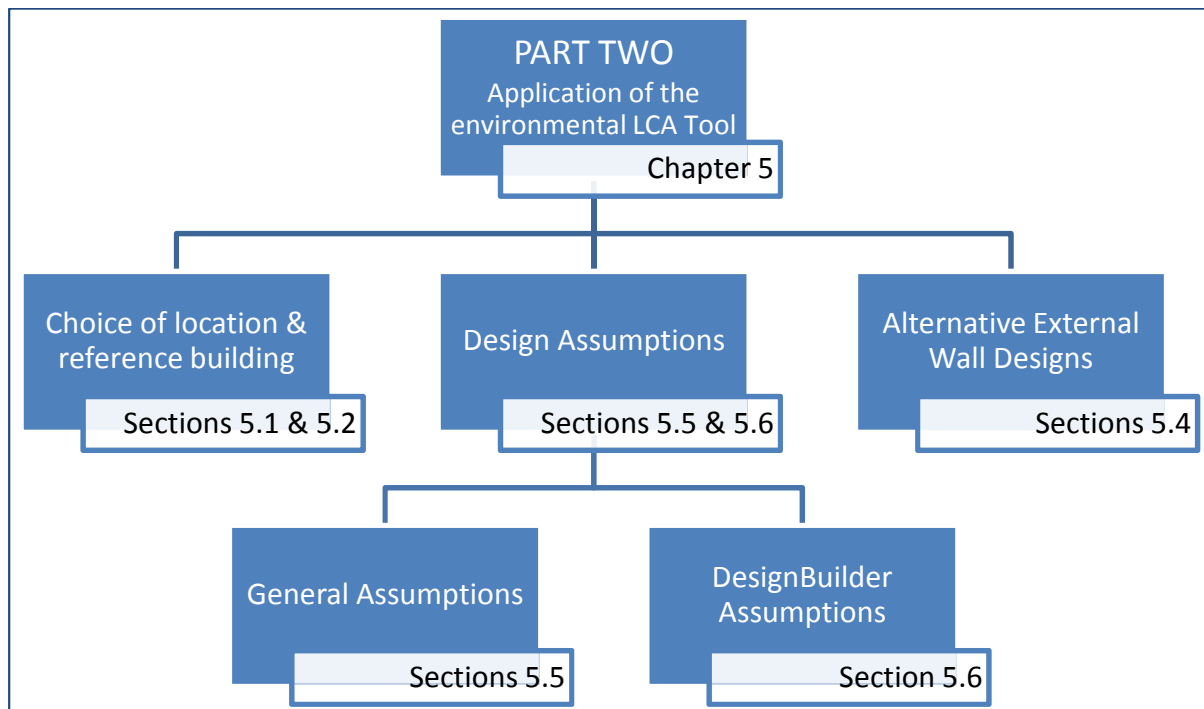 PART TWO
Application of the
environmental LCA Tool
Chapter 5
Choice of location &
reference building
Sections 5.1 & 5.2
Design Assumptions
Sections 5.5 & 5.6
Alternative External
Wall Designs
Sections 5.4
General Assumptions
Sections 5.5
DesignBuilder
Assumptions
Section 5.6